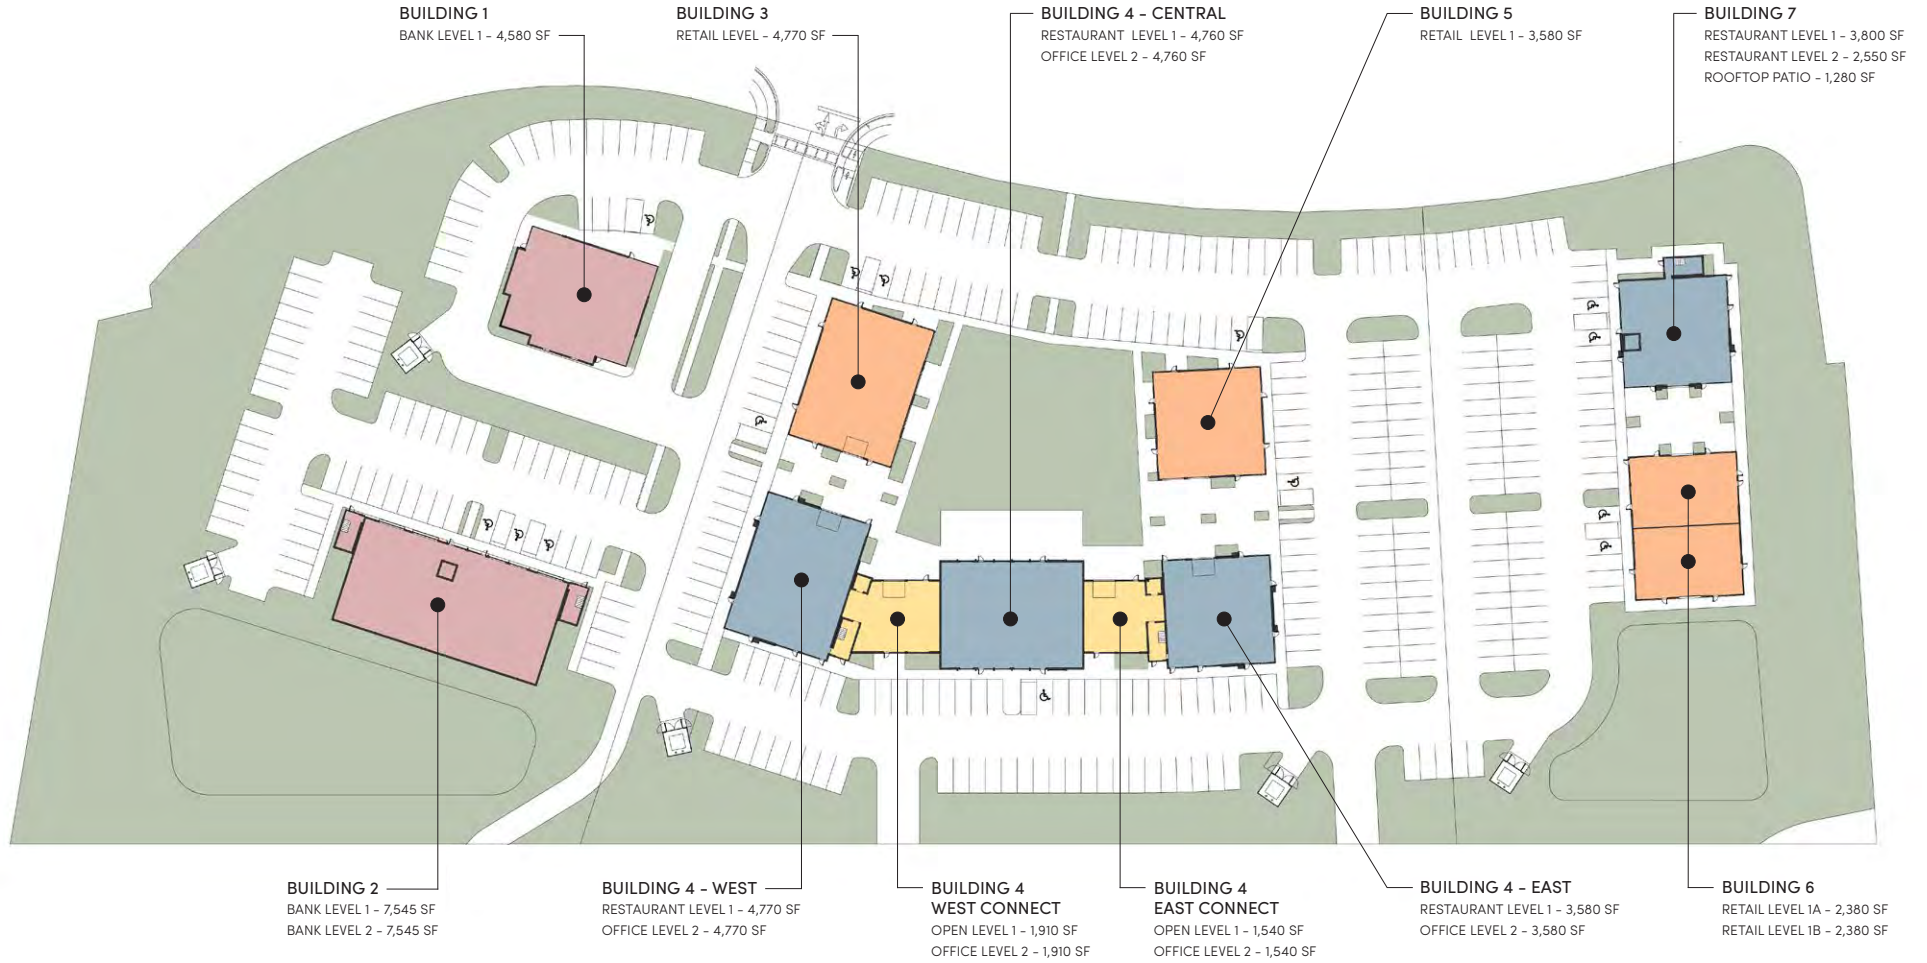 BUILDING 1
BANK LEVEL 1 - 4,580 SF
BUILDING 3
RETAIL LEVEL - 4,770 SF
BUILDING 4 - CENTRAL
RESTAURANT LEVEL 1 - 4,760 SF
OFFICE LEVEL 2 - 4,760 SF
BUILDING 5
RETAIL LEVEL 1 - 3,580 SF
BUILDING 7
RESTAURANT LEVEL 1 - 3,800 SF
RESTAURANT LEVEL 2 - 2,550 SF
ROOFTOP PATIO - 1,280 SF
BUILDING 2
BANK LEVEL 1 - 7,545 SF
BANK LEVEL 2 - 7,545 SF
BUILDING 4 - WEST
RESTAURANT LEVEL 1 - 4,770 SF
OFFICE LEVEL 2 - 4,770 SF
BUILDING 4
WEST CONNECT
OPEN LEVEL 1 - 1,910 SF
OFFICE LEVEL 2 - 1,910 SF
BUILDING 4
EAST CONNECT
OPEN LEVEL 1 - 1,540 SF
OFFICE LEVEL 2 - 1,540 SF
BUILDING 4 - EAST
RESTAURANT LEVEL 1 - 3,580 SF
OFFICE LEVEL 2 - 3,580 SF
BUILDING 6
RETAIL LEVEL 1A - 2,380 SF
RETAIL LEVEL 1B - 2,380 SF